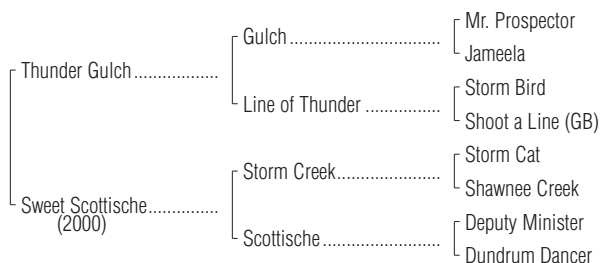 Mr. Prospector
Gulch ..................................
Jameela
Thunder Gulch ...................
Storm Bird
Line of Thunder .................
Shoot a Line (GB)
Storm Cat
Storm Creek.......................
Shawnee Creek
Sweet Scottische...............
(2000)
Deputy Minister
Scottische..........................
Dundrum Dancer